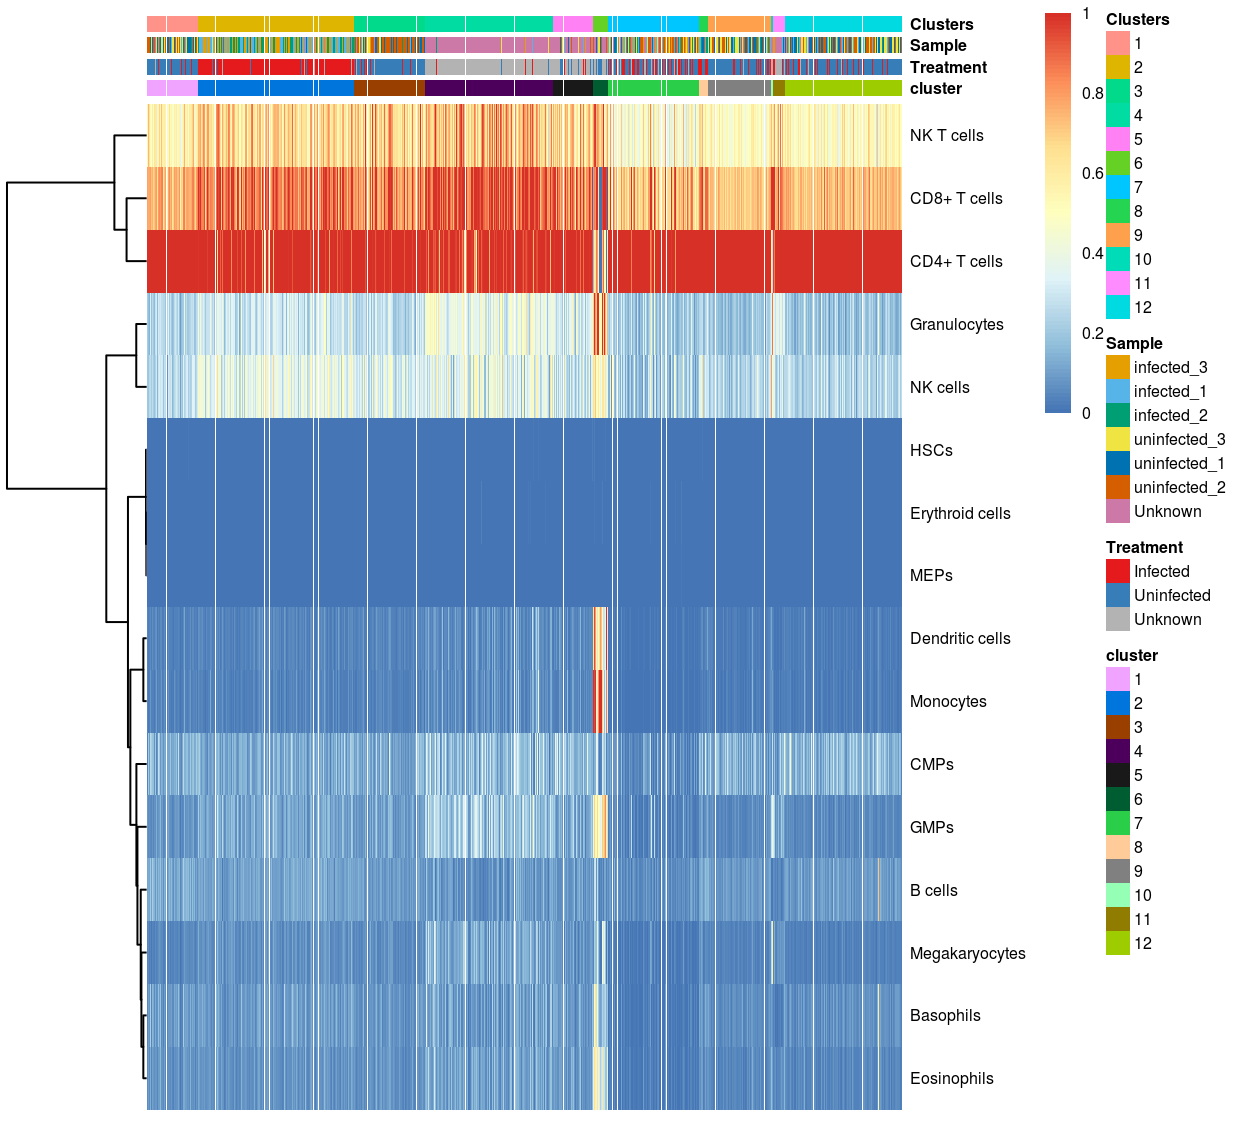 Clusters
Sample
Treatment
cluster
NK T cells
CD8+ T cells
CD4+ T cells
Granulocytes
NK cells
HSCs
Erythroid cells
MEPs
Dendritic cells
Monocytes
CMPs
GMPs
B cells
Megakaryocytes
Basophils
Eosinophils
1
0.8
0.6
0.4
0.2
0
Clusters
1
2
3
4
5
6
7
8
9
10
11
12
Sample
infected_3
infected_1
infected_2
uninfected_3
uninfected_1
uninfected_2
Unknown
Treatment
Infected
Uninfected
Unknown
cluster
1
2
3
4
5
6
7
8
9
10
11
12